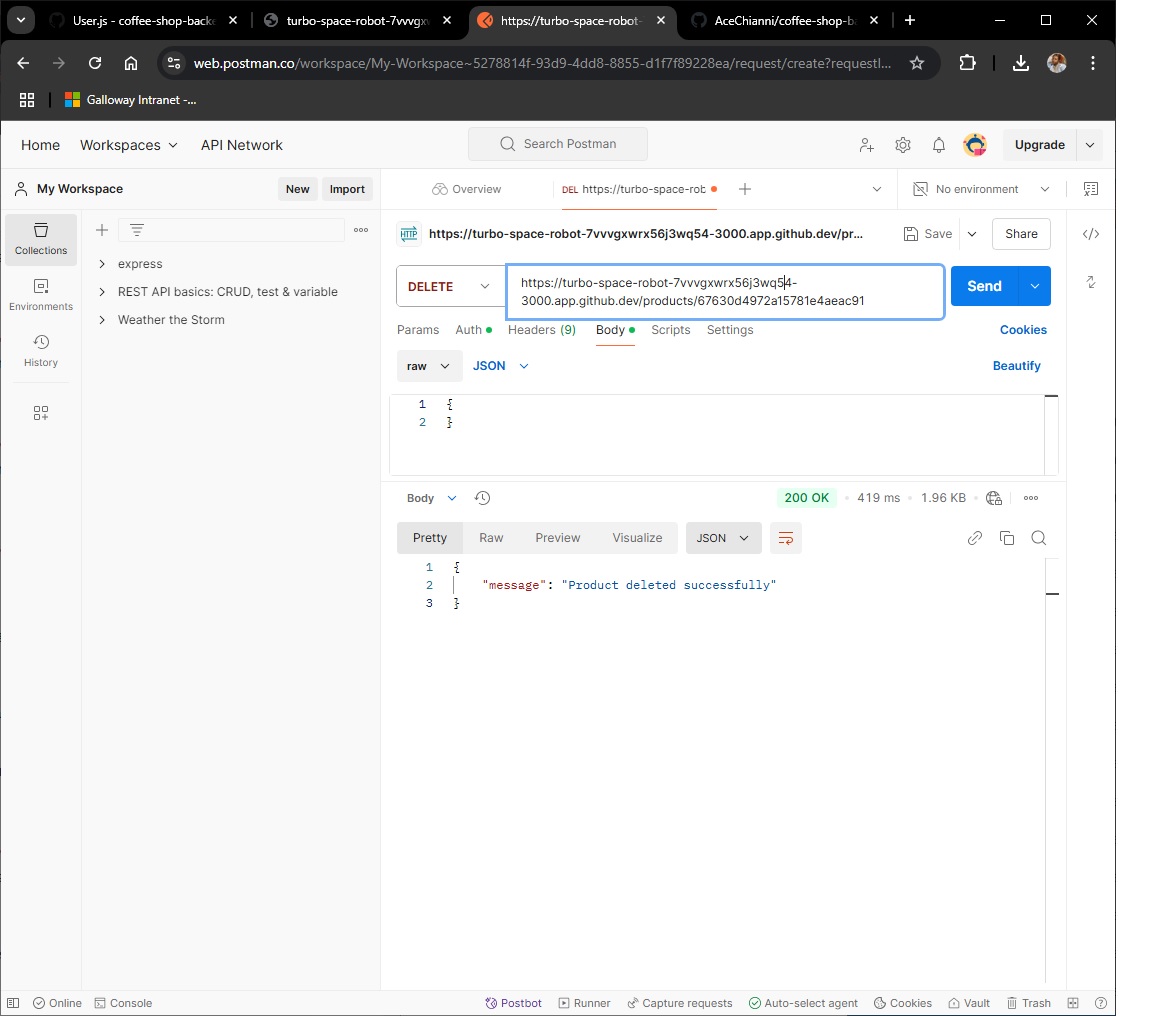 User.js - coffee-shop-backe
turbo-space-robot-7vvvgxv
https://turbo-space-robot-
AceChianni/coffee-shop-b
web.postman.co/workspace/My-Workspace~5278814f-93d9-4dd8-8855-d1f7f89228ea/request/create?requestI...
Galloway Intranet -...
Home Workspaces API Network Search Postman Upgrade
My Workspace New Import Overview DEL https://turbo-space-rob No environment
Collections
Environments
History
express
REST API basics: CRUD, test & variable
Weather the Storm
HTTP https://turbo-space-robot-7vvvgxwrx56j3wq54-3000.app.github.dev/pr... Save Share
DELETE
https://turbo-space-robot-7vvvgxwrx56j3wq54-
3000.app.github.dev/products/67630d4972a15781e4aeac91
Send
Params Auth Headers (9) Body Scripts Settings Cookies
raw JSON Beautify
1 {
2 }
Body 200 OK 419 ms 1.96 KB
Pretty Raw Preview Visualize JSON
1 {
2 "message": "Product deleted successfully"
3 }
Online Console Postbot Runner Capture requests Auto-select agent Cookies Vault Trash